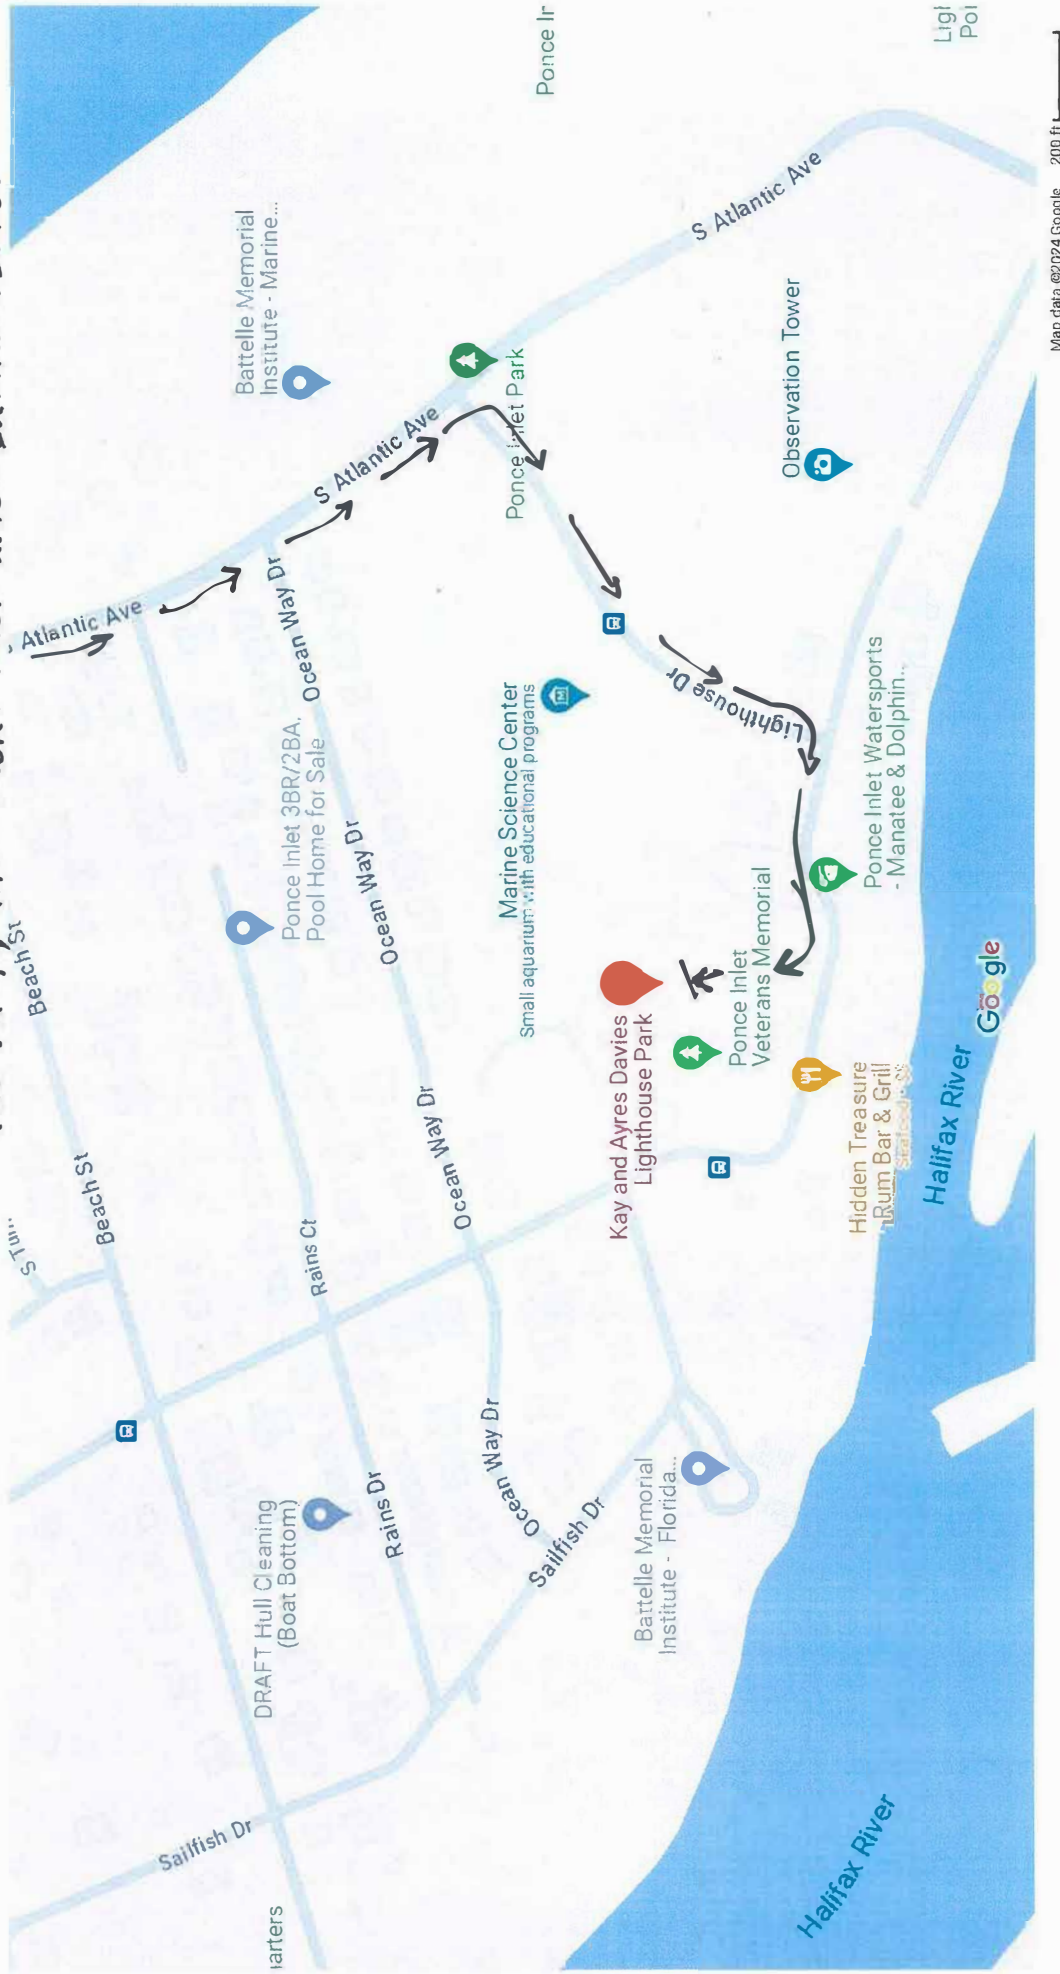 Beach St
Beach St
S Tur...
Atlantic Ave
S Atlantic Ave
S Atlantic Ave
Ocean Way Dr
Ocean Way Dr
Ocean Way Dr
Ocean Way Dr
Rains Ct
Rains Dr
Sailfish Dr
Sailfish Dr
Lighthouse Dr
Battelle Memorial
Institute - Marine...
Ponce Inlet 3BR/2BA,
Pool Home for Sale
DRAFT Hull Cleaning
(Boat Bottom)
Ponce Inlet Park
Marine Science Center
Small aquarium with educational programs
Kay and Ayres Davies
Lighthouse Park
Ponce Inlet
Veterans Memorial
Observation Tower
Ponce Inlet Watersports
- Manatee & Dolphin...
Hidden Treasure
Rum Bar & Grill
Battelle Memorial
Institute - Florida...
Halifax River
Halifax River
Google
Ponce Ir
Ligl
Poi
arters
Map data ©2024 Google
200 ft